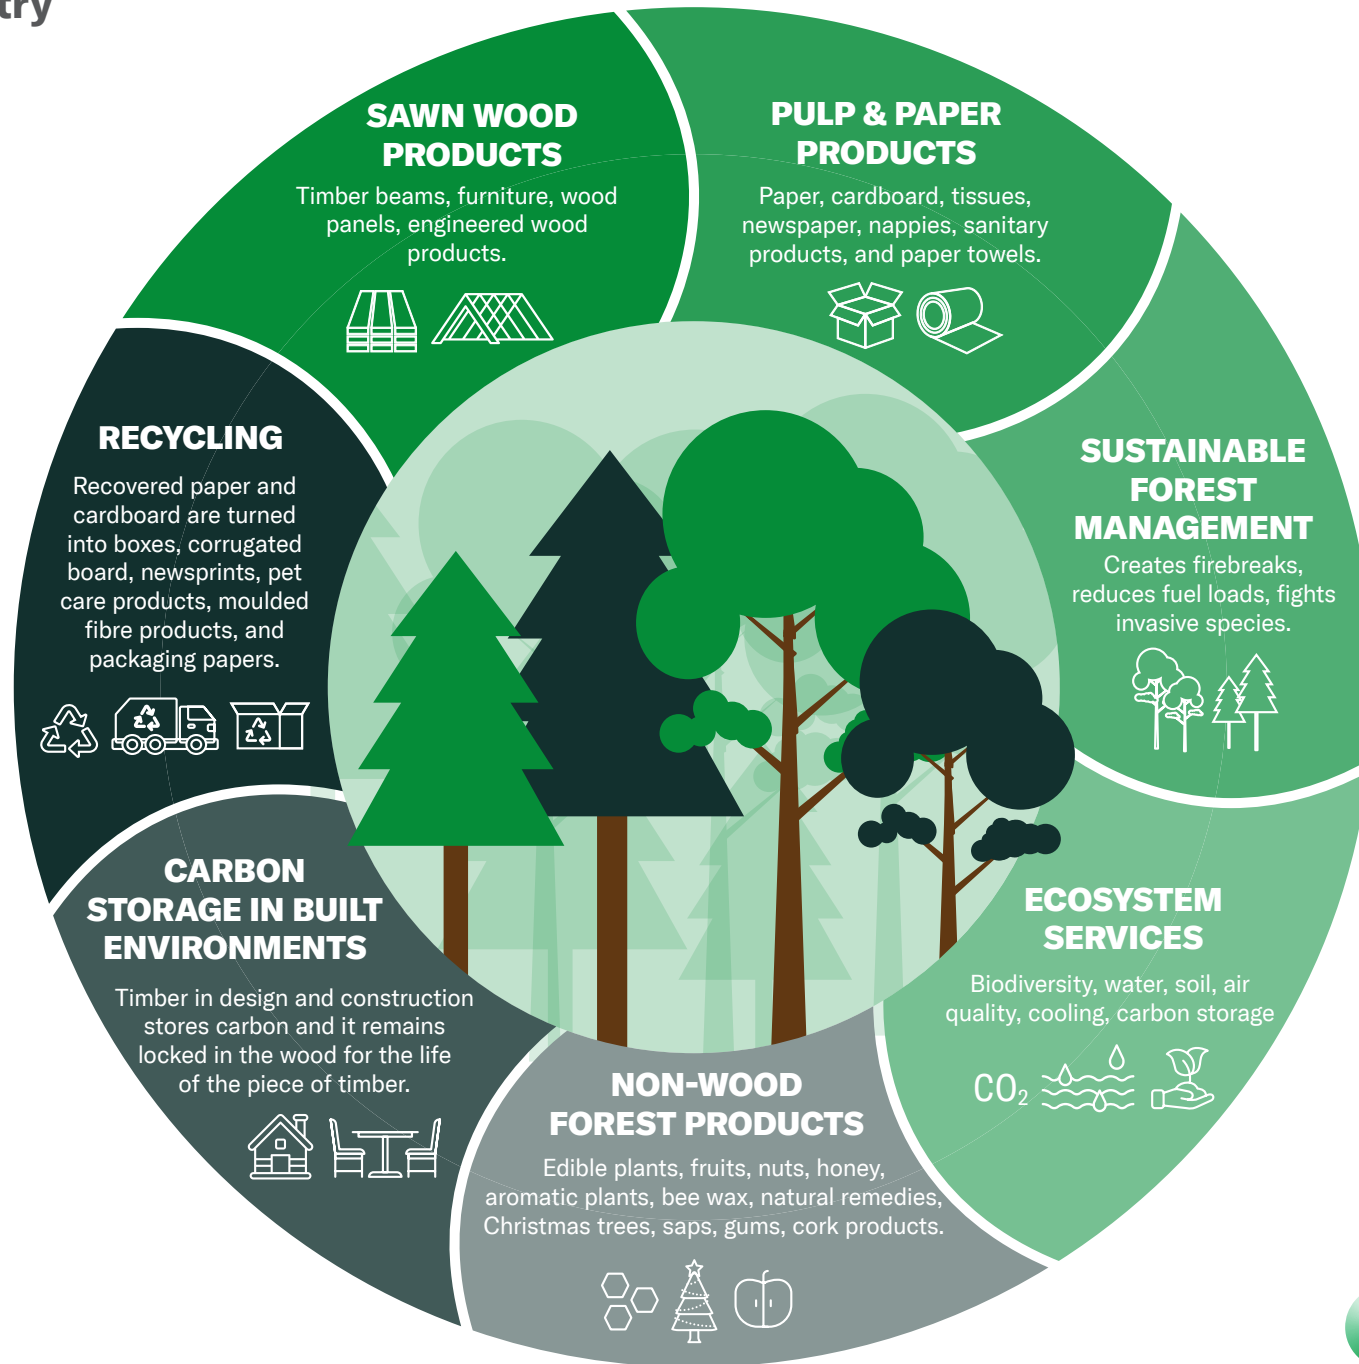 SAWN WOOD
PRODUCTS
Timber beams, furniture, wood
panels, engineered wood
products.
PULP & PAPER
PRODUCTS
Paper, cardboard, tissues,
newspaper, nappies, sanitary
products, and paper towels.
SUSTAINABLE
FOREST
MANAGEMENT
Creates firebreaks,
reduces fuel loads, fights
invasive species.
ECOSYSTEM
SERVICES
Biodiversity, water, soil, air
quality, cooling, carbon storage
CO₂
NON-WOOD
FOREST PRODUCTS
Edible plants, fruits, nuts, honey,
aromatic plants, bee wax, natural remedies,
Christmas trees, saps, gums, cork products.
CARBON
STORAGE IN BUILT
ENVIRONMENTS
Timber in design and construction
stores carbon and it remains
locked in the wood for the life
of the piece of timber.
RECYCLING
Recovered paper and
cardboard are turned
into boxes, corrugated
board, newsprints, pet
care products, moulded
fibre products, and
packaging papers.